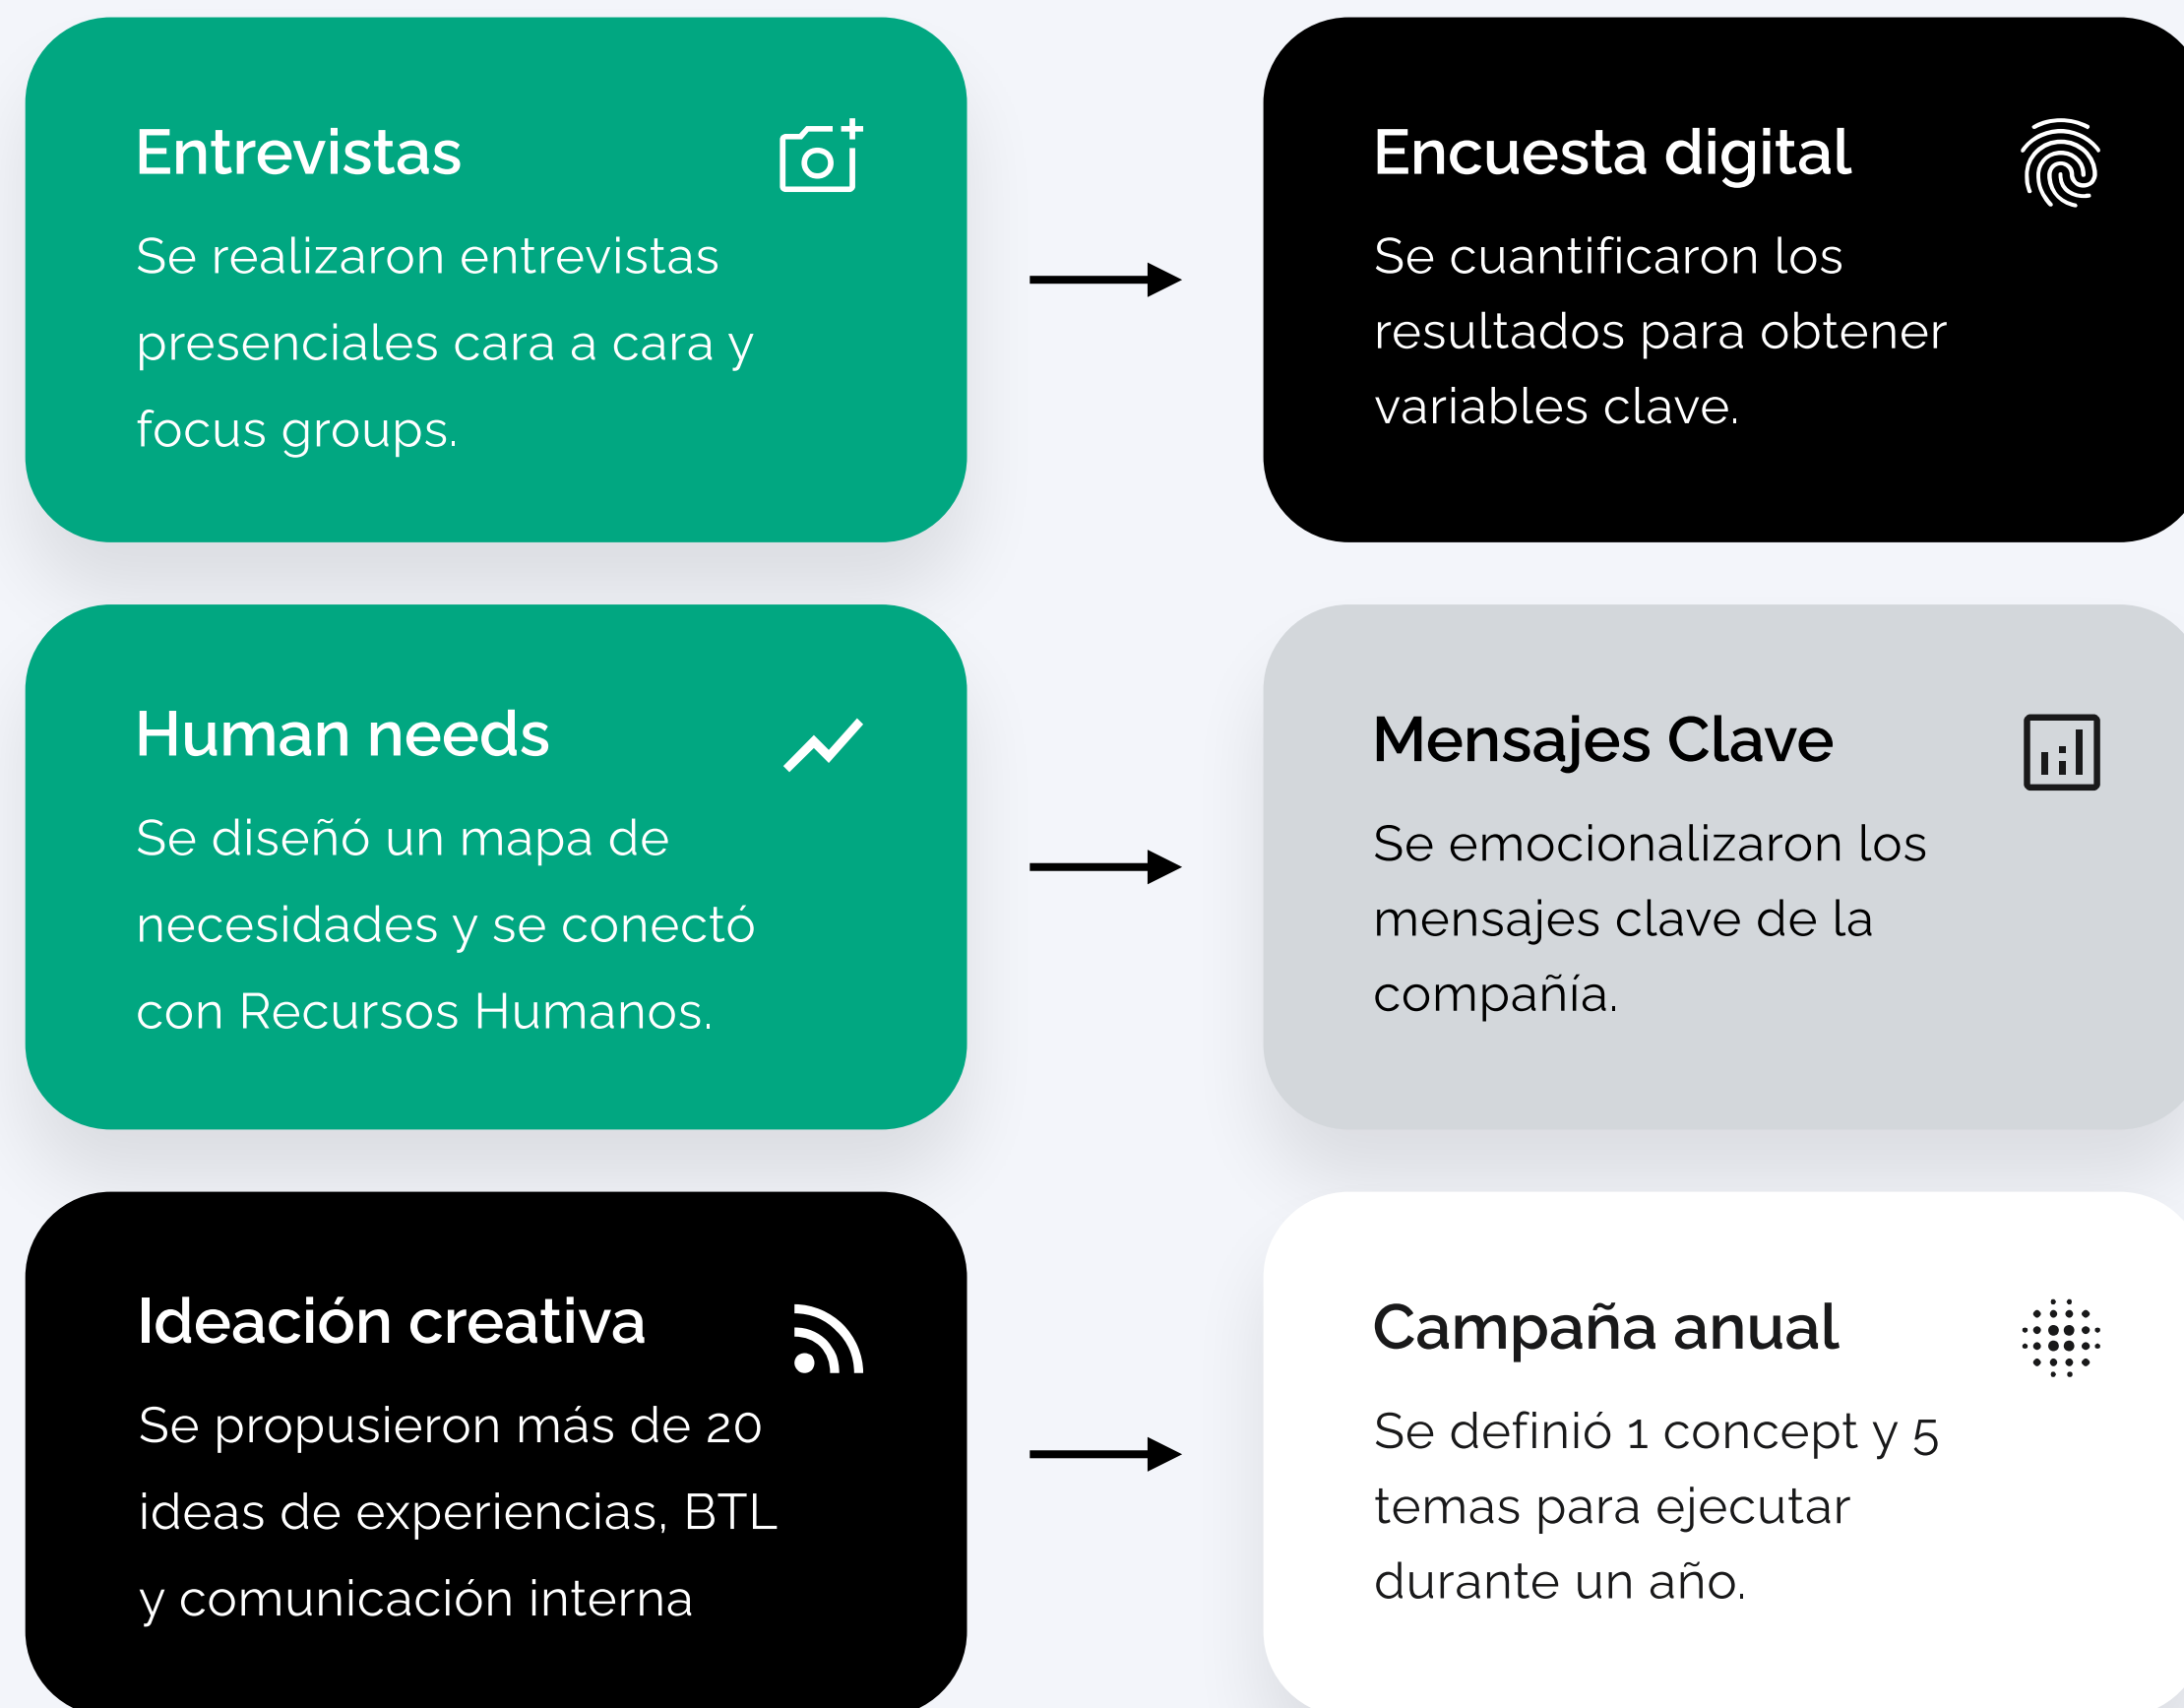 Entrevistas
Se realizaron entrevistas
presenciales cara a cara y
focus groups.
Encuesta digital
Se cuantificaron los
resultados para obtener
variables clave.
Human needs
Se diseñó un mapa de
necesidades y se conectó
con Recursos Humanos.
Mensajes Clave
Se emocionalizaron los
mensajes clave de la
compañía.
Ideación creativa
Se propusieron más de 20
ideas de experiencias, BTL
y comunicación interna
Campaña anual
Se definió 1 concept y 5
temas para ejecutar
durante un año.